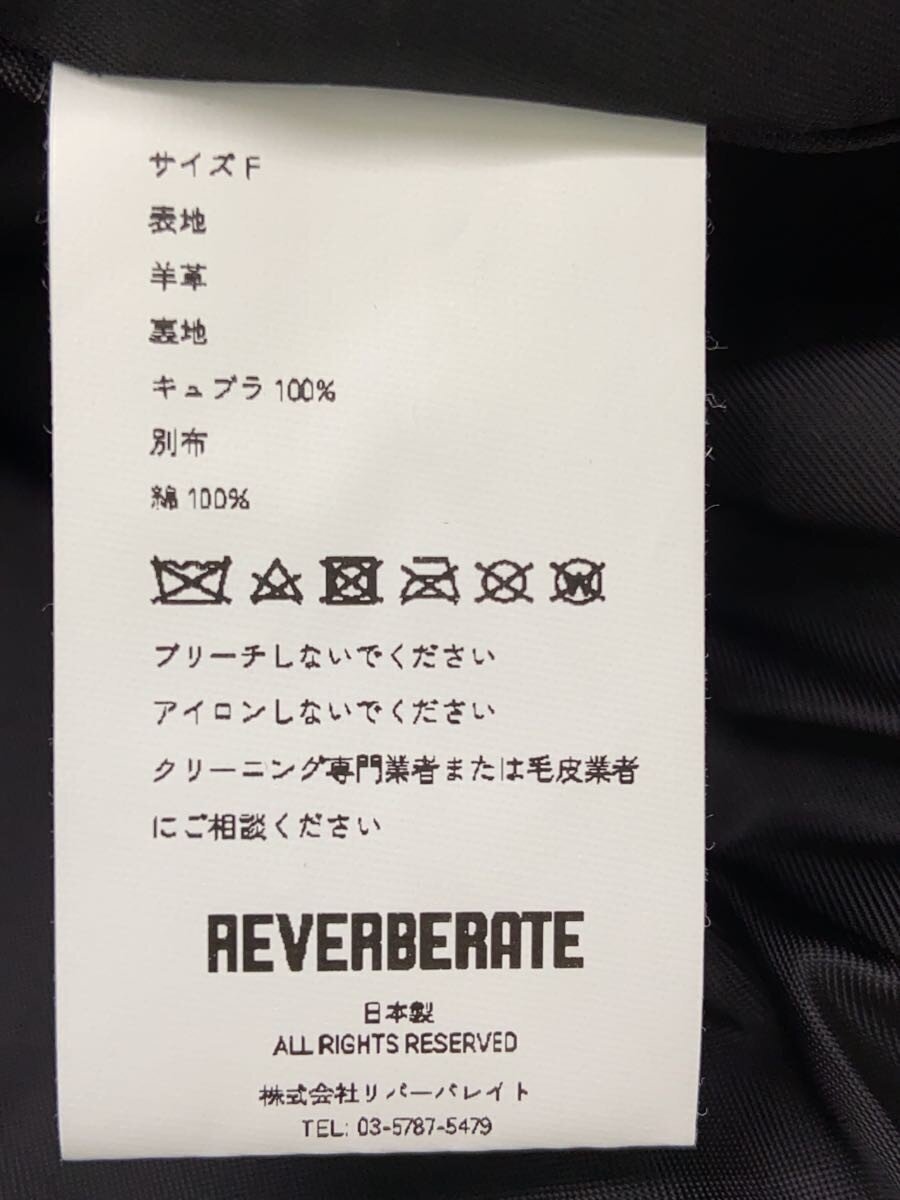 サイズ F
表地
羊革
裏地
キュプラ 100%
別布
綿 100%
W
ブリーチしないでください
アイロンしないでください
クリーニング専門業者または毛皮業者
にご相談ください
REVERBERATE
日本製
ALL RIGHTS RESERVED
株式会社リバーバレイト
TEL: 03-5787-5479